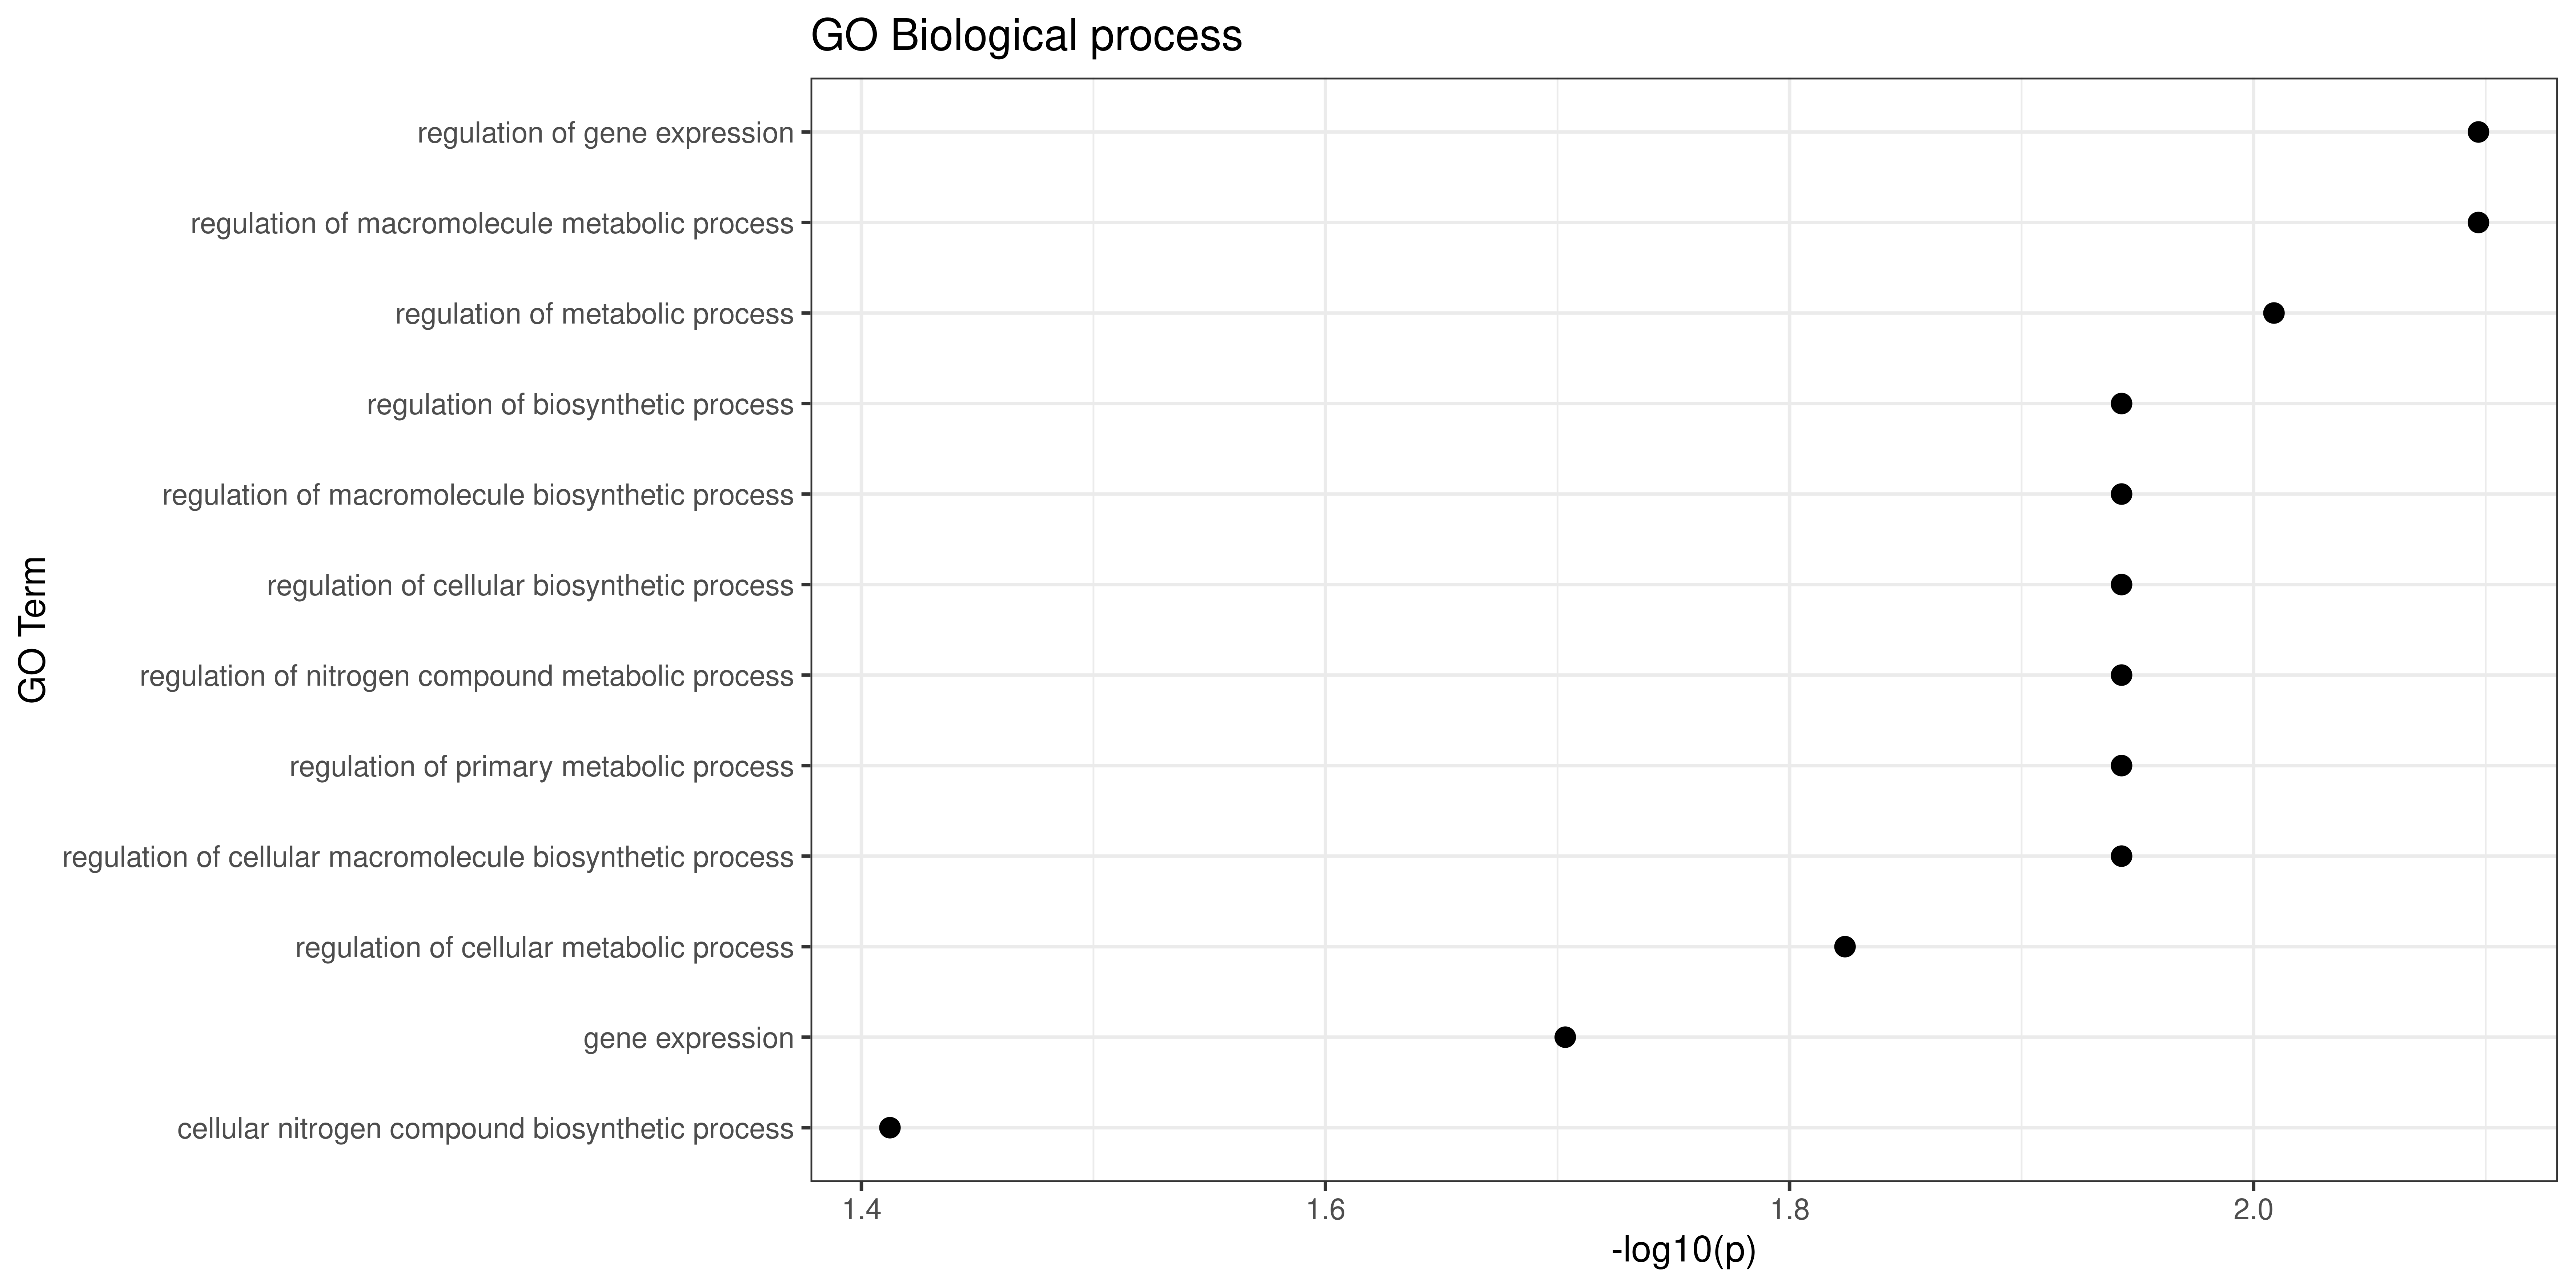 GO Biological process
GO Term
regulation of gene expression
regulation of macromolecule metabolic process
regulation of metabolic process
regulation of biosynthetic process
regulation of macromolecule biosynthetic process
regulation of cellular biosynthetic process
regulation of nitrogen compound metabolic process
regulation of primary metabolic process
regulation of cellular macromolecule biosynthetic process
regulation of cellular metabolic process
gene expression
cellular nitrogen compound biosynthetic process
1.4 1.6 1.8 2.0
-log10(p)